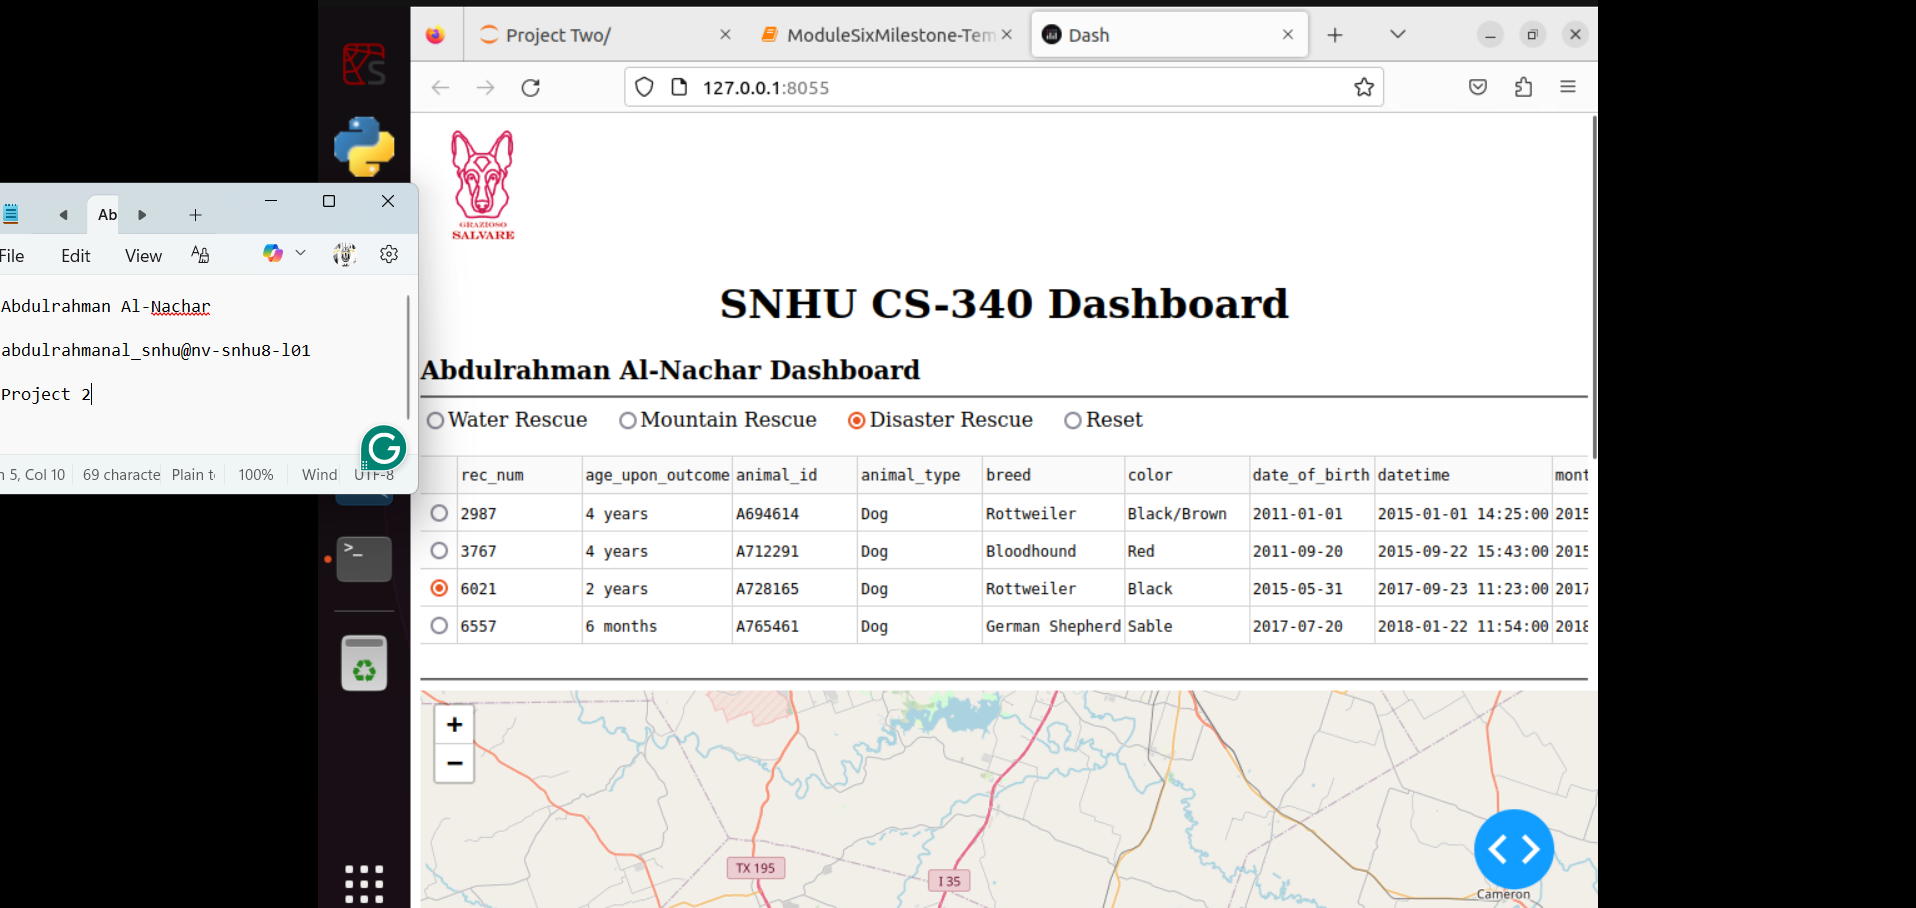 Project Two/
ModuleSixMilestone-Tem
Dash
127.0.0.1:8055
GRAZIOSO
SALVARE
Ab
File Edit View
Abdulrahman Al-Nachar
abdulrahmanal_snhu@nv-snhu8-l01
Project 2
n 5, Col 10 69 characte Plain t 100% Wind UTF-8
SNHU CS-340 Dashboard
Abdulrahman Al-Nachar Dashboard
Water Rescue Mountain Rescue Disaster Rescue Reset
rec_num age_upon_outcome animal_id animal_type breed color date_of_birth datetime mont
2987 4 years A694614 Dog Rottweiler Black/Brown 2011-01-01 2015-01-01 14:25:00 2015
3767 4 years A712291 Dog Bloodhound Red 2011-09-20 2015-09-22 15:43:00 2015
6021 2 years A728165 Dog Rottweiler Black 2015-05-31 2017-09-23 11:23:00 2017
6557 6 months A765461 Dog German Shepherd Sable 2017-07-20 2018-01-22 11:54:00 2018
+
−
TX 195
I 35
Cameron